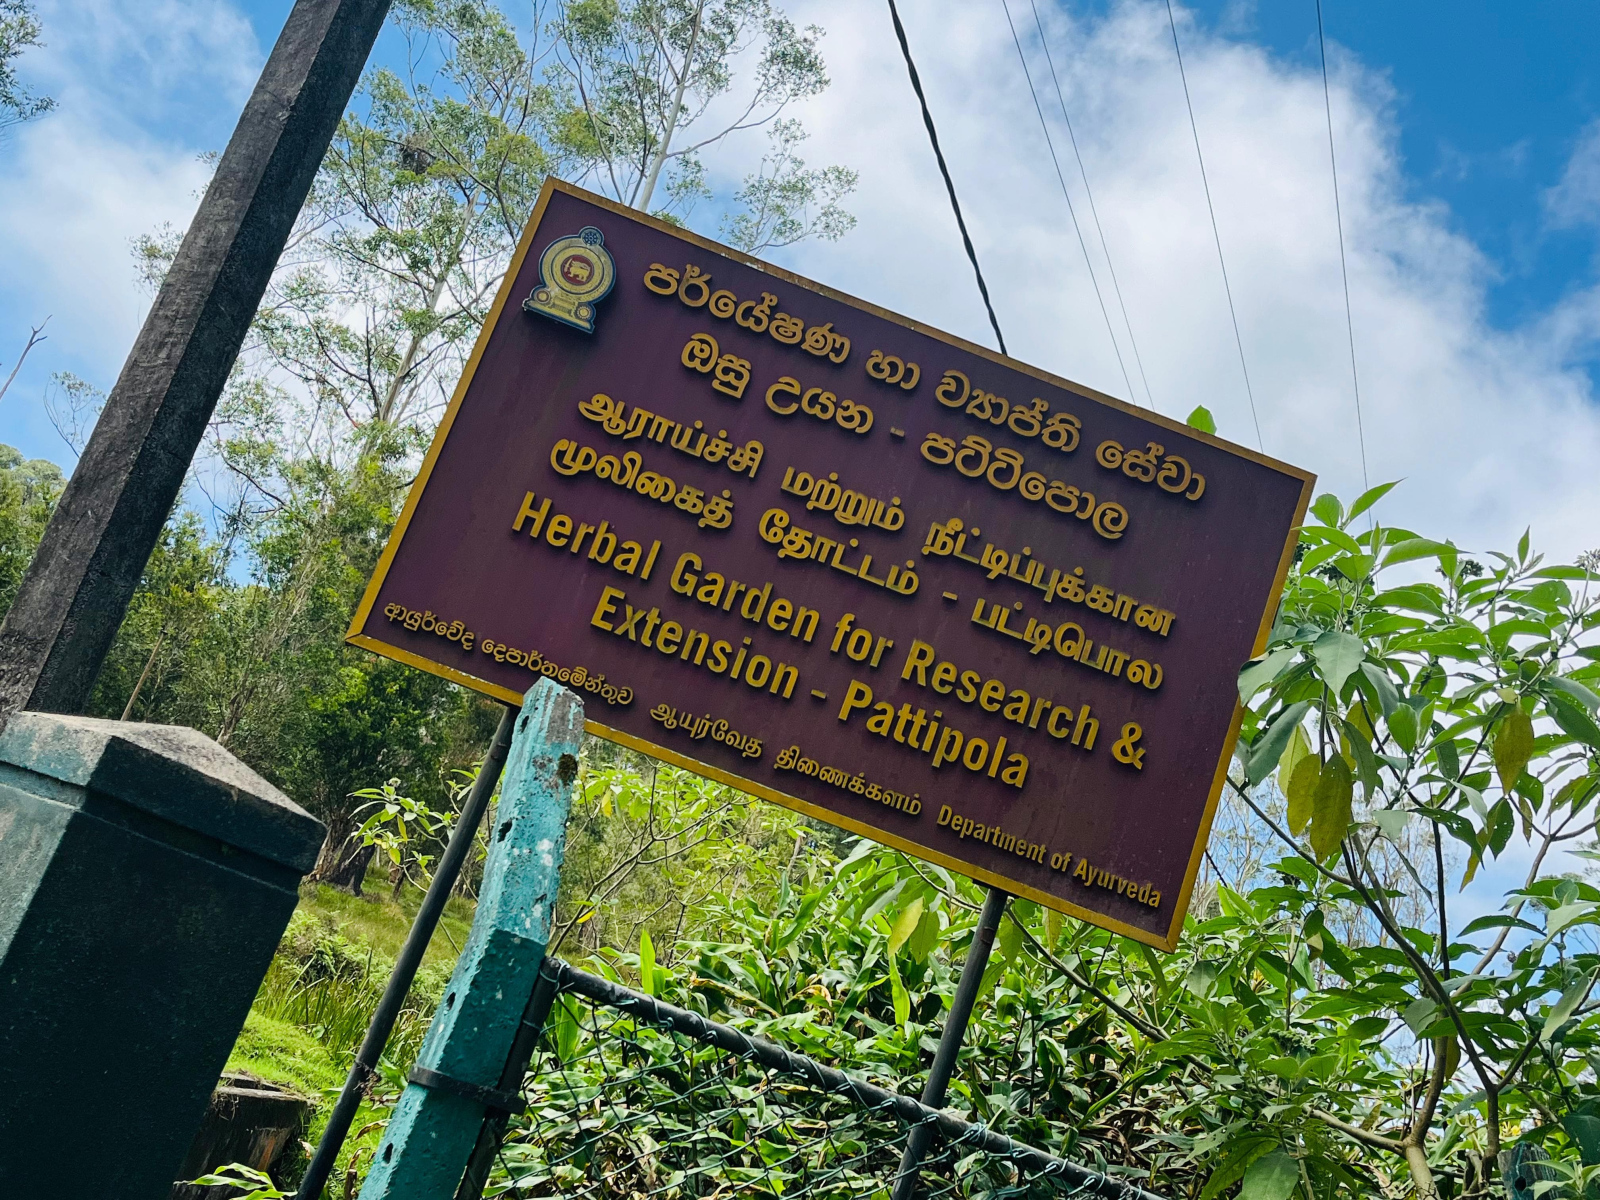 පර්යේෂණ හා ව්‍යාප්ති සේවා
ඔසු උයන - පට්ටිපොල
ஆராய்ச்சி மற்றும் நீட்டிப்புக்கான
மூலிகைத் தோட்டம் - பட்டிபொல
Herbal Garden for Research &
Extension - Pattipola
ආයුර්වේද දෙපාර්තමේන්තුව ஆயுர்வேத திணைக்களம் Department of Ayurveda